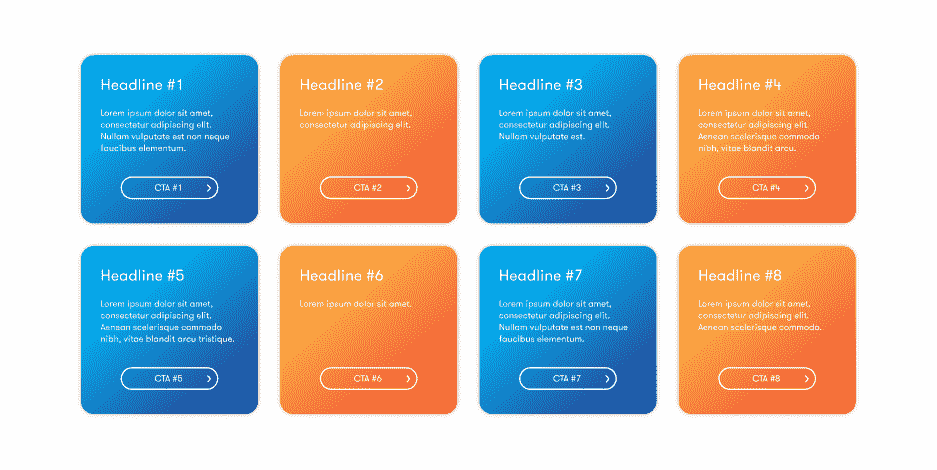 Headline #1
Lorem ipsum dolor sit amet,
consectetur adipiscing elit.
Nullam vulputate est non neque
faucibus elementum.
CTA #1
Headline #2
Lorem ipsum dolor sit amet,
consectetur adipiscing elit.
CTA #2
Headline #3
Lorem ipsum dolor sit amet,
consectetur adipiscing elit.
Nullam vulputate est.
CTA #3
Headline #4
Lorem ipsum dolor sit amet,
consectetur adipiscing elit.
Aenean scelerisque commodo
nibh, vitae blandit arcu.
CTA #4
Headline #5
Lorem ipsum dolor sit amet,
consectetur adipiscing elit.
Aenean scelerisque commodo
nibh, vitae blandit arcu tristique.
CTA #5
Headline #6
Lorem ipsum dolor sit amet.
CTA #6
Headline #7
Lorem ipsum dolor sit amet,
consectetur adipiscing elit.
Nullam vulputate est non neque
faucibus elementum.
CTA #7
Headline #8
Lorem ipsum dolor sit amet,
consectetur adipiscing elit.
Aenean scelerisque commodo.
CTA #8